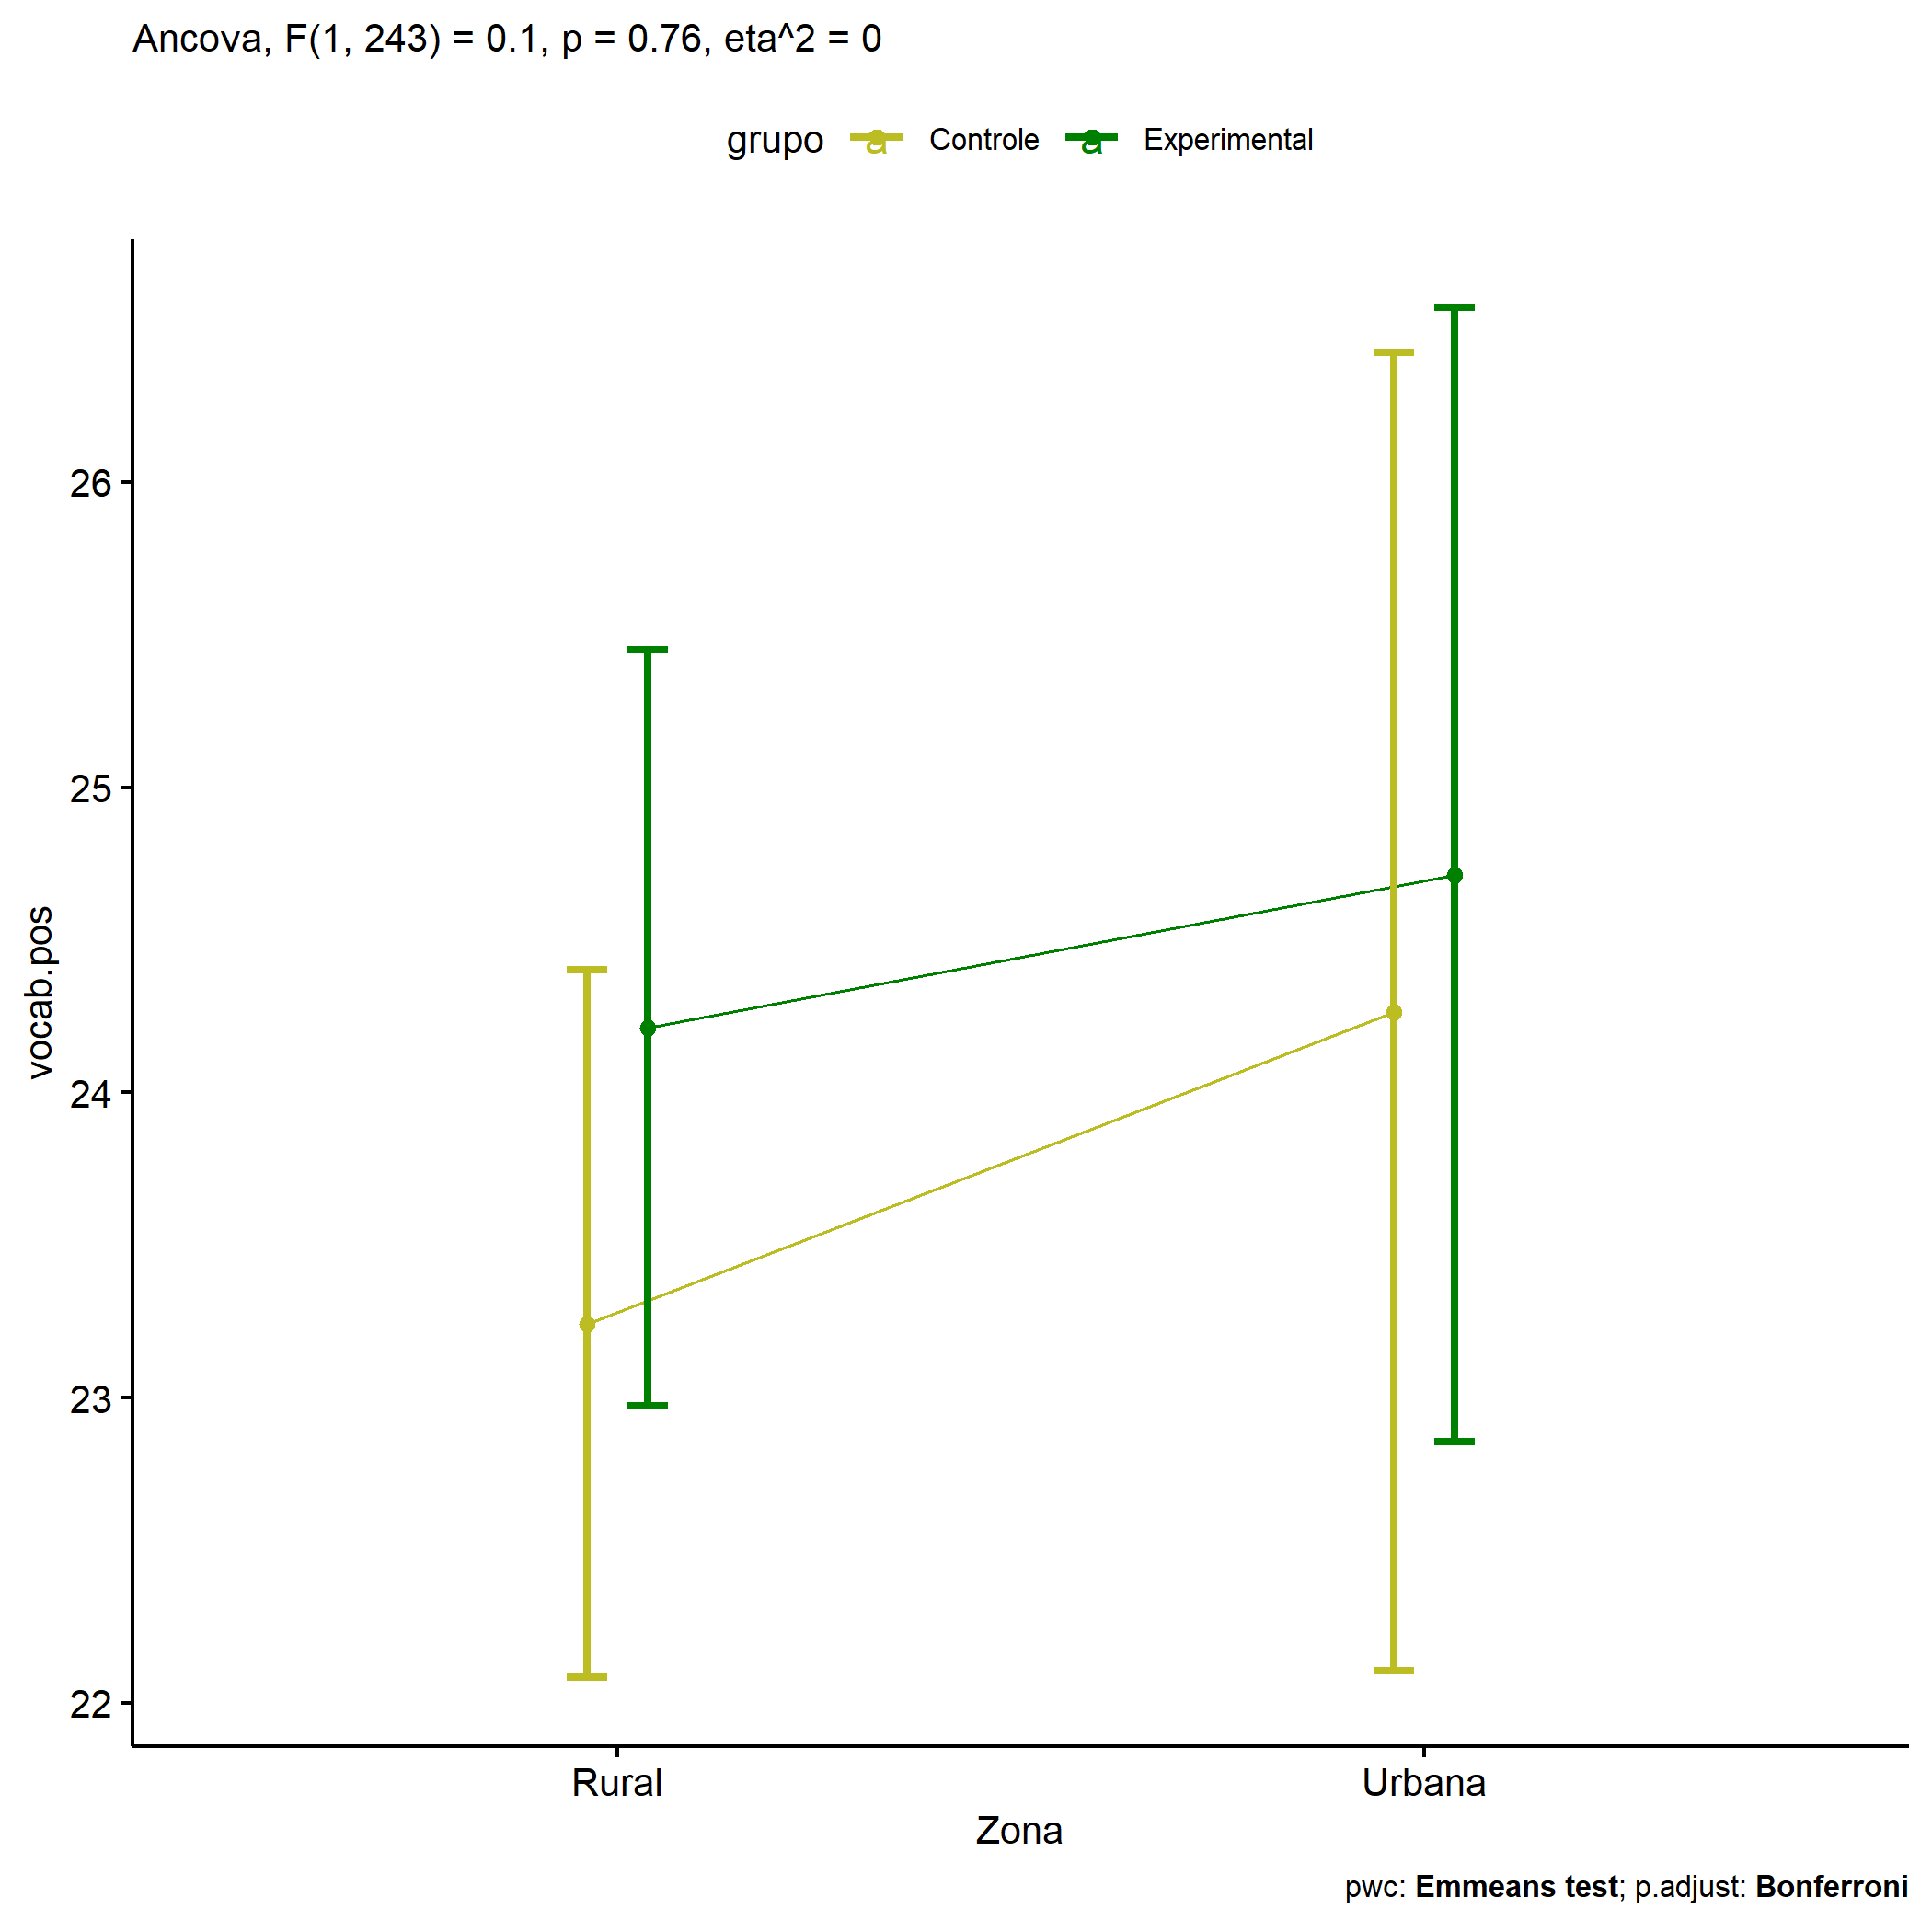 Ancova, F(1, 243) = 0.1, p = 0.76, eta^2 = 0
grupo a Controle a Experimental
26
25
24
23
22
vocab.pos
Rural Urbana
Zona
pwc: Emmeans test; p.adjust: Bonferroni